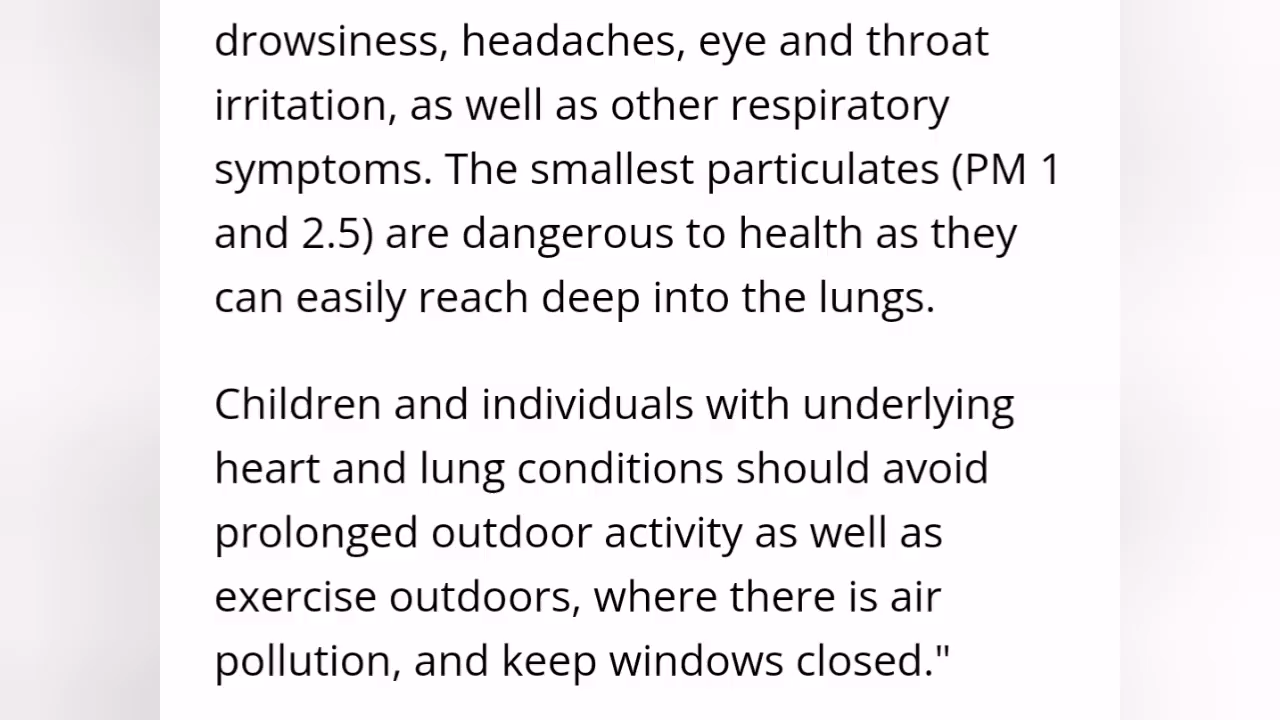 drowsiness, headaches, eye and throat
irritation, as well as other respiratory
symptoms. The smallest particulates (PM 1
and 2.5) are dangerous to health as they
can easily reach deep into the lungs.
Children and individuals with underlying
heart and lung conditions should avoid
prolonged outdoor activity as well as
exercise outdoors, where there is air
pollution, and keep windows closed."